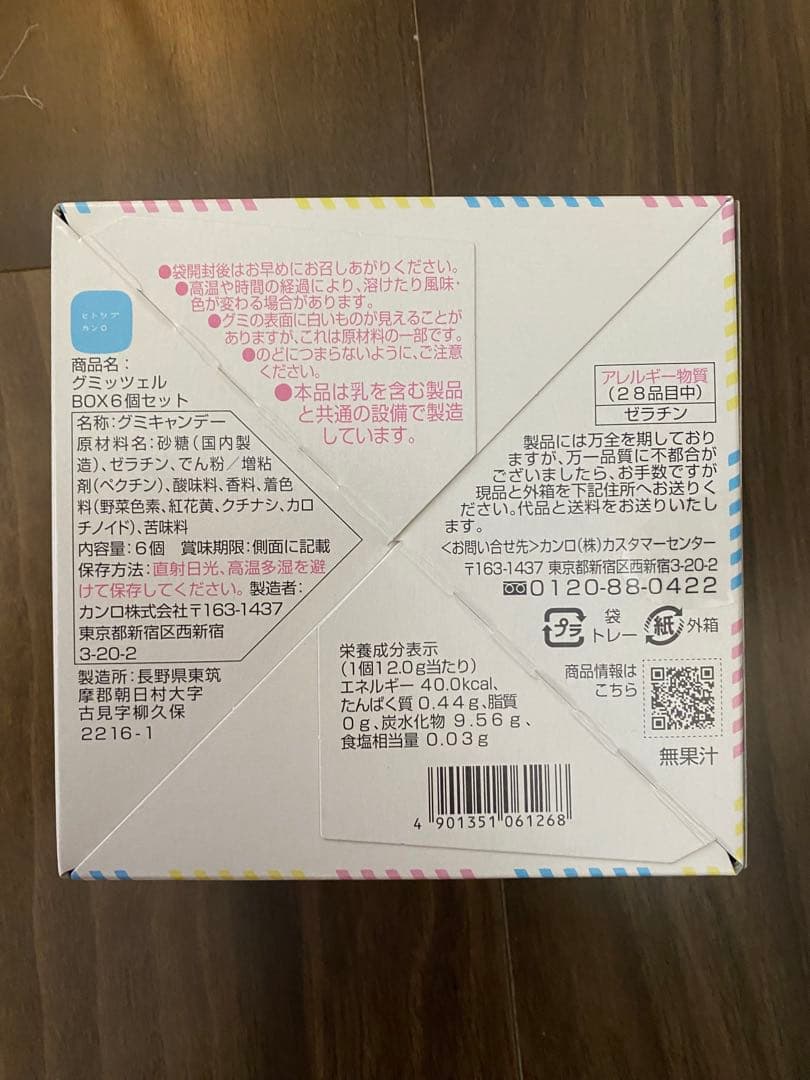 ●袋開封後はお早めにお召しあがりください。
●高温や時間の経過により、溶けたり風味・
色が変わる場合があります。
●グミの表面に白いものが見えることが
ありますが、これは原材料の一部です。
●のどにつまらないように、ご注意
ください。
●本品は乳を含む製品
と共通の設備で製造
しています。
ヒトツブ
カンロ
商品名：
グミッツェル
BOX6個セット
名称：グミキャンデー
原材料名：砂糖（国内製
造）、ゼラチン、でん粉／増粘
剤（ペクチン）、酸味料、香料、着色
料（野菜色素、紅花黄、クチナシ、カロ
チノイド）、苦味料
内容量：6個　賞味期限：側面に記載
保存方法：直射日光、高温多湿を避
けて保存してください。製造者：
カンロ株式会社〒163-1437
東京都新宿区西新宿
3-20-2
製造所：長野県東筑
摩郡朝日村大字
古見字柳久保
2216-1
アレルギー物質
（28品目中）
ゼラチン
製品には万全を期しており
ますが、万一品質に不都合が
ございましたら、お手数ですが
現品と外箱を下記住所へお送りく
ださい。代品と送料をお送りいたし
ます。
＜お問い合せ先＞カンロ（株）カスタマーセンター
〒163-1437 東京都新宿区西新宿3-20-2
0120-88-0422
プラ
袋
トレー
紙
外箱
商品情報は
こちら
無果汁
栄養成分表示
（1個12.0g当たり）
エネルギー 40.0kcal、
たんぱく質 0.44g、脂質
0g、炭水化物 9.56g、
食塩相当量 0.03g
4 901351 061268